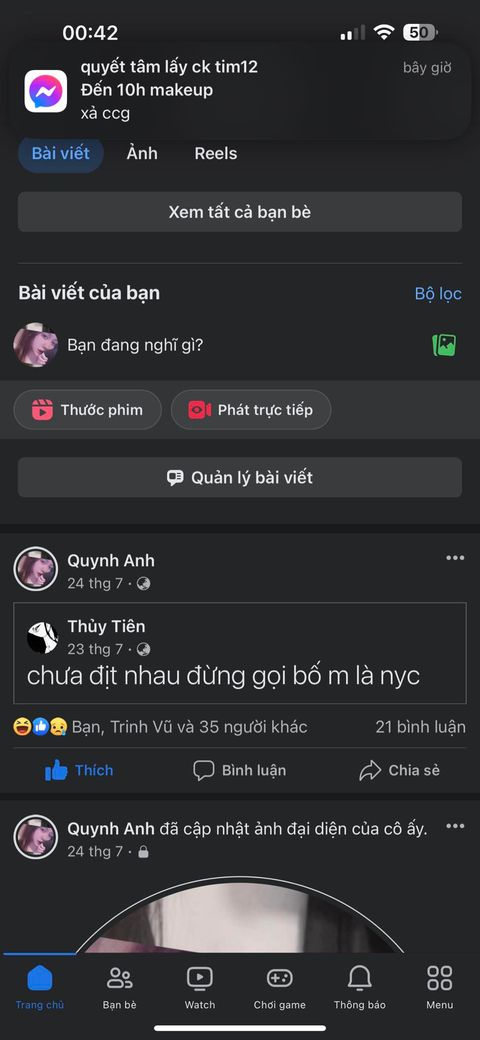 00:42
50
quyết tâm lấy ck tim12
bây giờ
Đến 10h makeup
xả ccg
Bài viết
Ảnh
Reels
Xem tất cả bạn bè
Bài viết của bạn
Bộ lọc
Bạn đang nghĩ gì?
Thước phim
Phát trực tiếp
Quản lý bài viết
Quynh Anh
24 thg 7 ·
Thủy Tiên
23 thg 7 ·
chưa địt nhau đừng gọi bố m là nyc
Bạn, Trinh Vũ và 35 người khác
21 bình luận
Thích
Bình luận
Chia sẻ
Quynh Anh đã cập nhật ảnh đại diện của cô ấy.
24 thg 7 ·
Trang chủ
Bạn bè
Watch
Chơi game
Thông báo
Menu